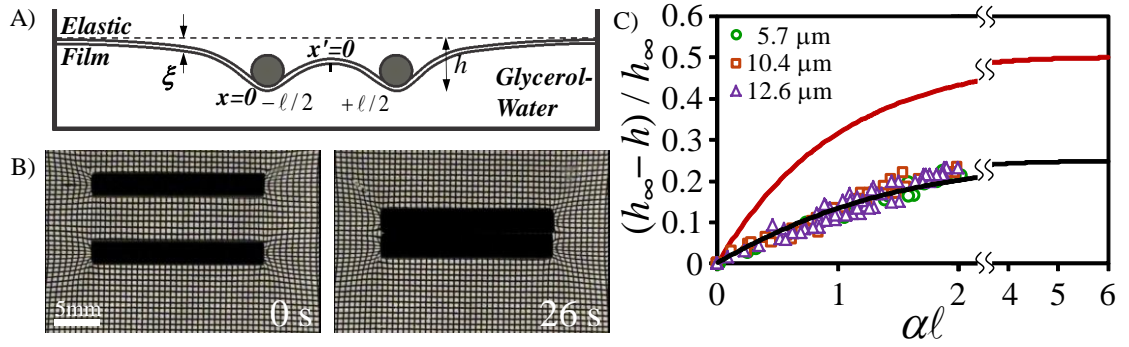 A)
Elastic
Film
ξ
x=0
−ℓ/2
x'=0
+ℓ/2
h
Glycerol-
Water
B)
5mm
0 s
26 s
C)
(h∞ − h) / h∞
0.6
0.5
0.4
0.3
0.2
0.1
0
5.7 μm
10.4 μm
12.6 μm
0 1 2 4 6
αℓ